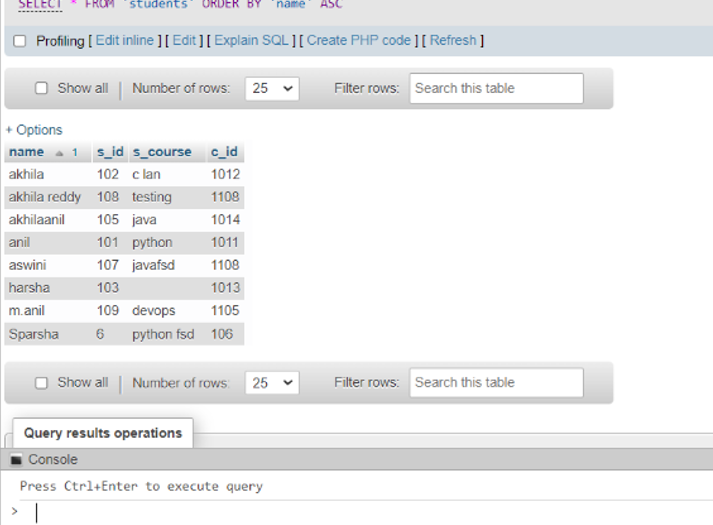 SELECT * FROM `students` ORDER BY `name` ASC
Profiling [ Edit inline ] [ Edit ] [ Explain SQL ] [ Create PHP code ] [ Refresh ]
Show all | Number of rows: 25 Filter rows: Search this table
+ Options
name 1 s_id s_course c_id
akhila 102 c lan 1012
akhila reddy 108 testing 1108
akhilaanil 105 java 1014
anil 101 python 1011
aswini 107 javafsd 1108
harsha 103 1013
m.anil 109 devops 1105
Sparsha 6 python fsd 106
Show all | Number of rows: 25 Filter rows: Search this table
Query results operations
Console
Press Ctrl+Enter to execute query
>